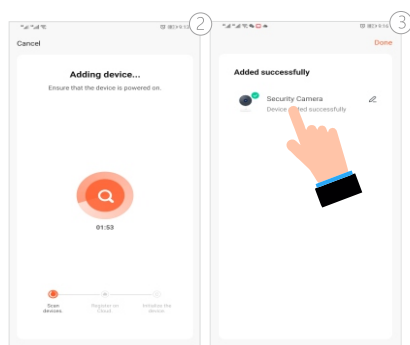 2
Cancel
Adding device...
Ensure that the device is powered on.
01:53
Scan
devices
Register on
Cloud
Initialize the
device
3
Done
Added successfully
Security Camera
Device added successfully